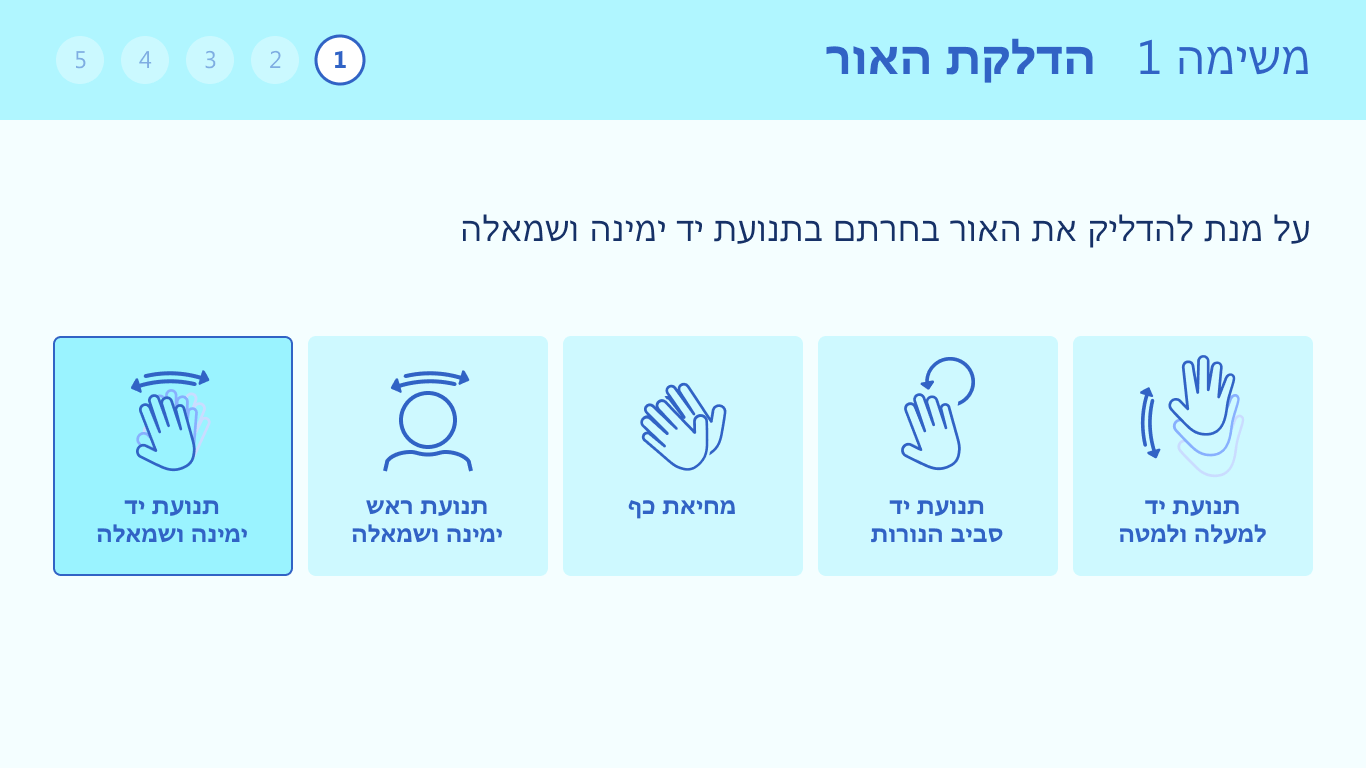 משימה 1 הדלקת האור
1 2 3 4 5
על מנת להדליק את האור בחרתם בתנועת יד ימינה ושמאלה
תנועת יד
למעלה ולמטה
תנועת יד
סביב הנורות
מחיאת כף
תנועת ראש
ימינה ושמאלה
תנועת יד
ימינה ושמאלה